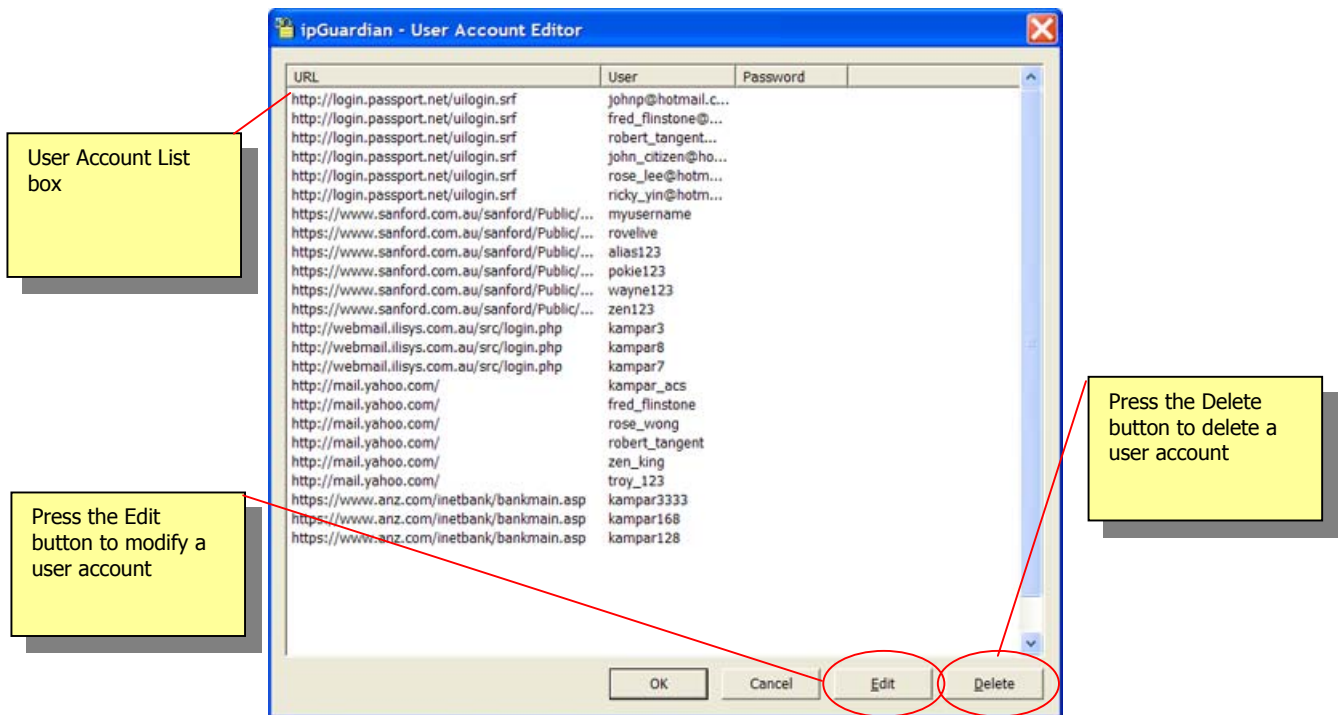 ipGuardian - User Account Editor
URL User Password
http://login.passport.net/uilogin.srf johnp@hotmail.c...
http://login.passport.net/uilogin.srf fred_flinstone@...
http://login.passport.net/uilogin.srf robert_tangent...
http://login.passport.net/uilogin.srf john_citizen@ho...
http://login.passport.net/uilogin.srf rose_lee@hotm...
http://login.passport.net/uilogin.srf ricky_yin@hotm...
https://www.sanford.com.au/sanford/Public/... myusername
https://www.sanford.com.au/sanford/Public/... rovelive
https://www.sanford.com.au/sanford/Public/... alias123
https://www.sanford.com.au/sanford/Public/... pokie123
https://www.sanford.com.au/sanford/Public/... wayne123
https://www.sanford.com.au/sanford/Public/... zen123
http://webmail.ilisys.com.au/src/login.php kampar3
http://webmail.ilisys.com.au/src/login.php kampar8
http://webmail.ilisys.com.au/src/login.php kampar7
http://mail.yahoo.com/ kampar_acs
http://mail.yahoo.com/ fred_flinstone
http://mail.yahoo.com/ rose_wong
http://mail.yahoo.com/ robert_tangent
http://mail.yahoo.com/ zen_king
http://mail.yahoo.com/ troy_123
https://www.anz.com/inetbank/bankmain.asp kampar3333
https://www.anz.com/inetbank/bankmain.asp kampar168
https://www.anz.com/inetbank/bankmain.asp kampar128
OK Cancel Edit Delete
User Account List
box
Press the Edit
button to modify a
user account
Press the Delete
button to delete a
user account